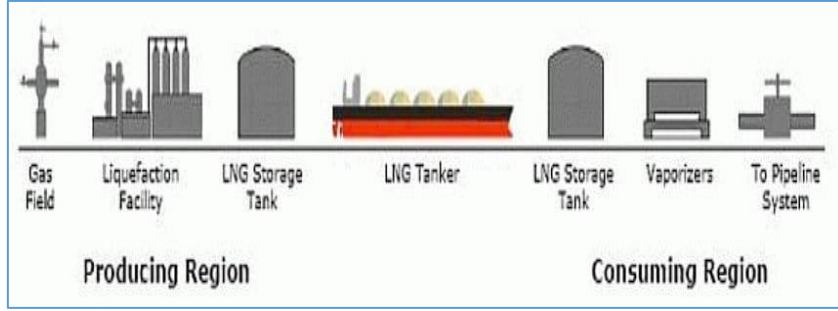 Gas
Field
Liquefaction
Facility
LNG Storage
Tank
LNG Tanker
LNG Storage
Tank
Vaporizers
To Pipeline
System
Producing Region
Consuming Region